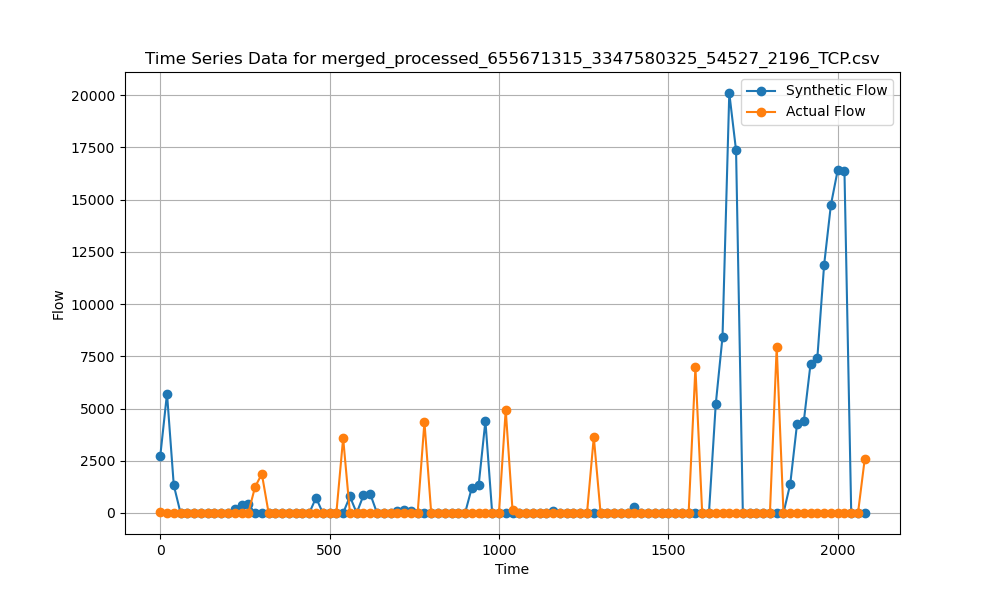 Time Series Data for merged_processed_655671315_3347580325_54527_2196_TCP.csv
Synthetic Flow
Actual Flow
20000
17500
15000
12500
10000
7500
5000
2500
0
Flow
0 500 1000 1500 2000
Time